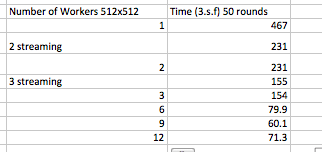 Number of Workers 512x512 Time (3.s.f) 50 rounds
1 467
2 streaming 231
2 231
3 streaming 155
3 154
6 79.9
9 60.1
12 71.3